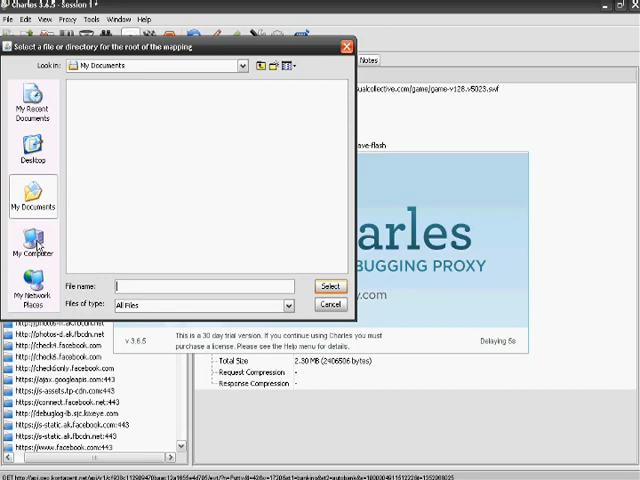 Charles 3.6.5 - Session 1 *
File Edit View Proxy Tools Window Help
Select a file or directory for the root of the mapping
Look in: My Documents
Notes
My Recent
Documents
Desktop
My Documents
My Computer
My Network
Places
File name:
Select
Files of type: All Files
Cancel
ualcollective.com/game/game-v128.v5023.swf
ave-flash
arles
EBUGGING PROXY
.com
v 3.6.5
This is a 30 day trial version. If you continue using Charles you must
purchase a license. Please see the Help menu for details.
Delaying 5s
http://photos-d.ak.fbcdn.net
http://check4.facebook.com
http://check6.facebook.com
http://check6only.facebook.com
https://ajax.googleapis.com:443
https://s-assets.tp-cdn.com:443
https://connect.facebook.net:443
http://debuglog-lb.sjc.kixeye.com
https://s-static.ak.facebook.com:443
https://s-static.ak.fbcdn.net:443
https://www.facebook.com:443
Total Size 2.30 MB (2406506 bytes)
Request Compression -
Response Compression -